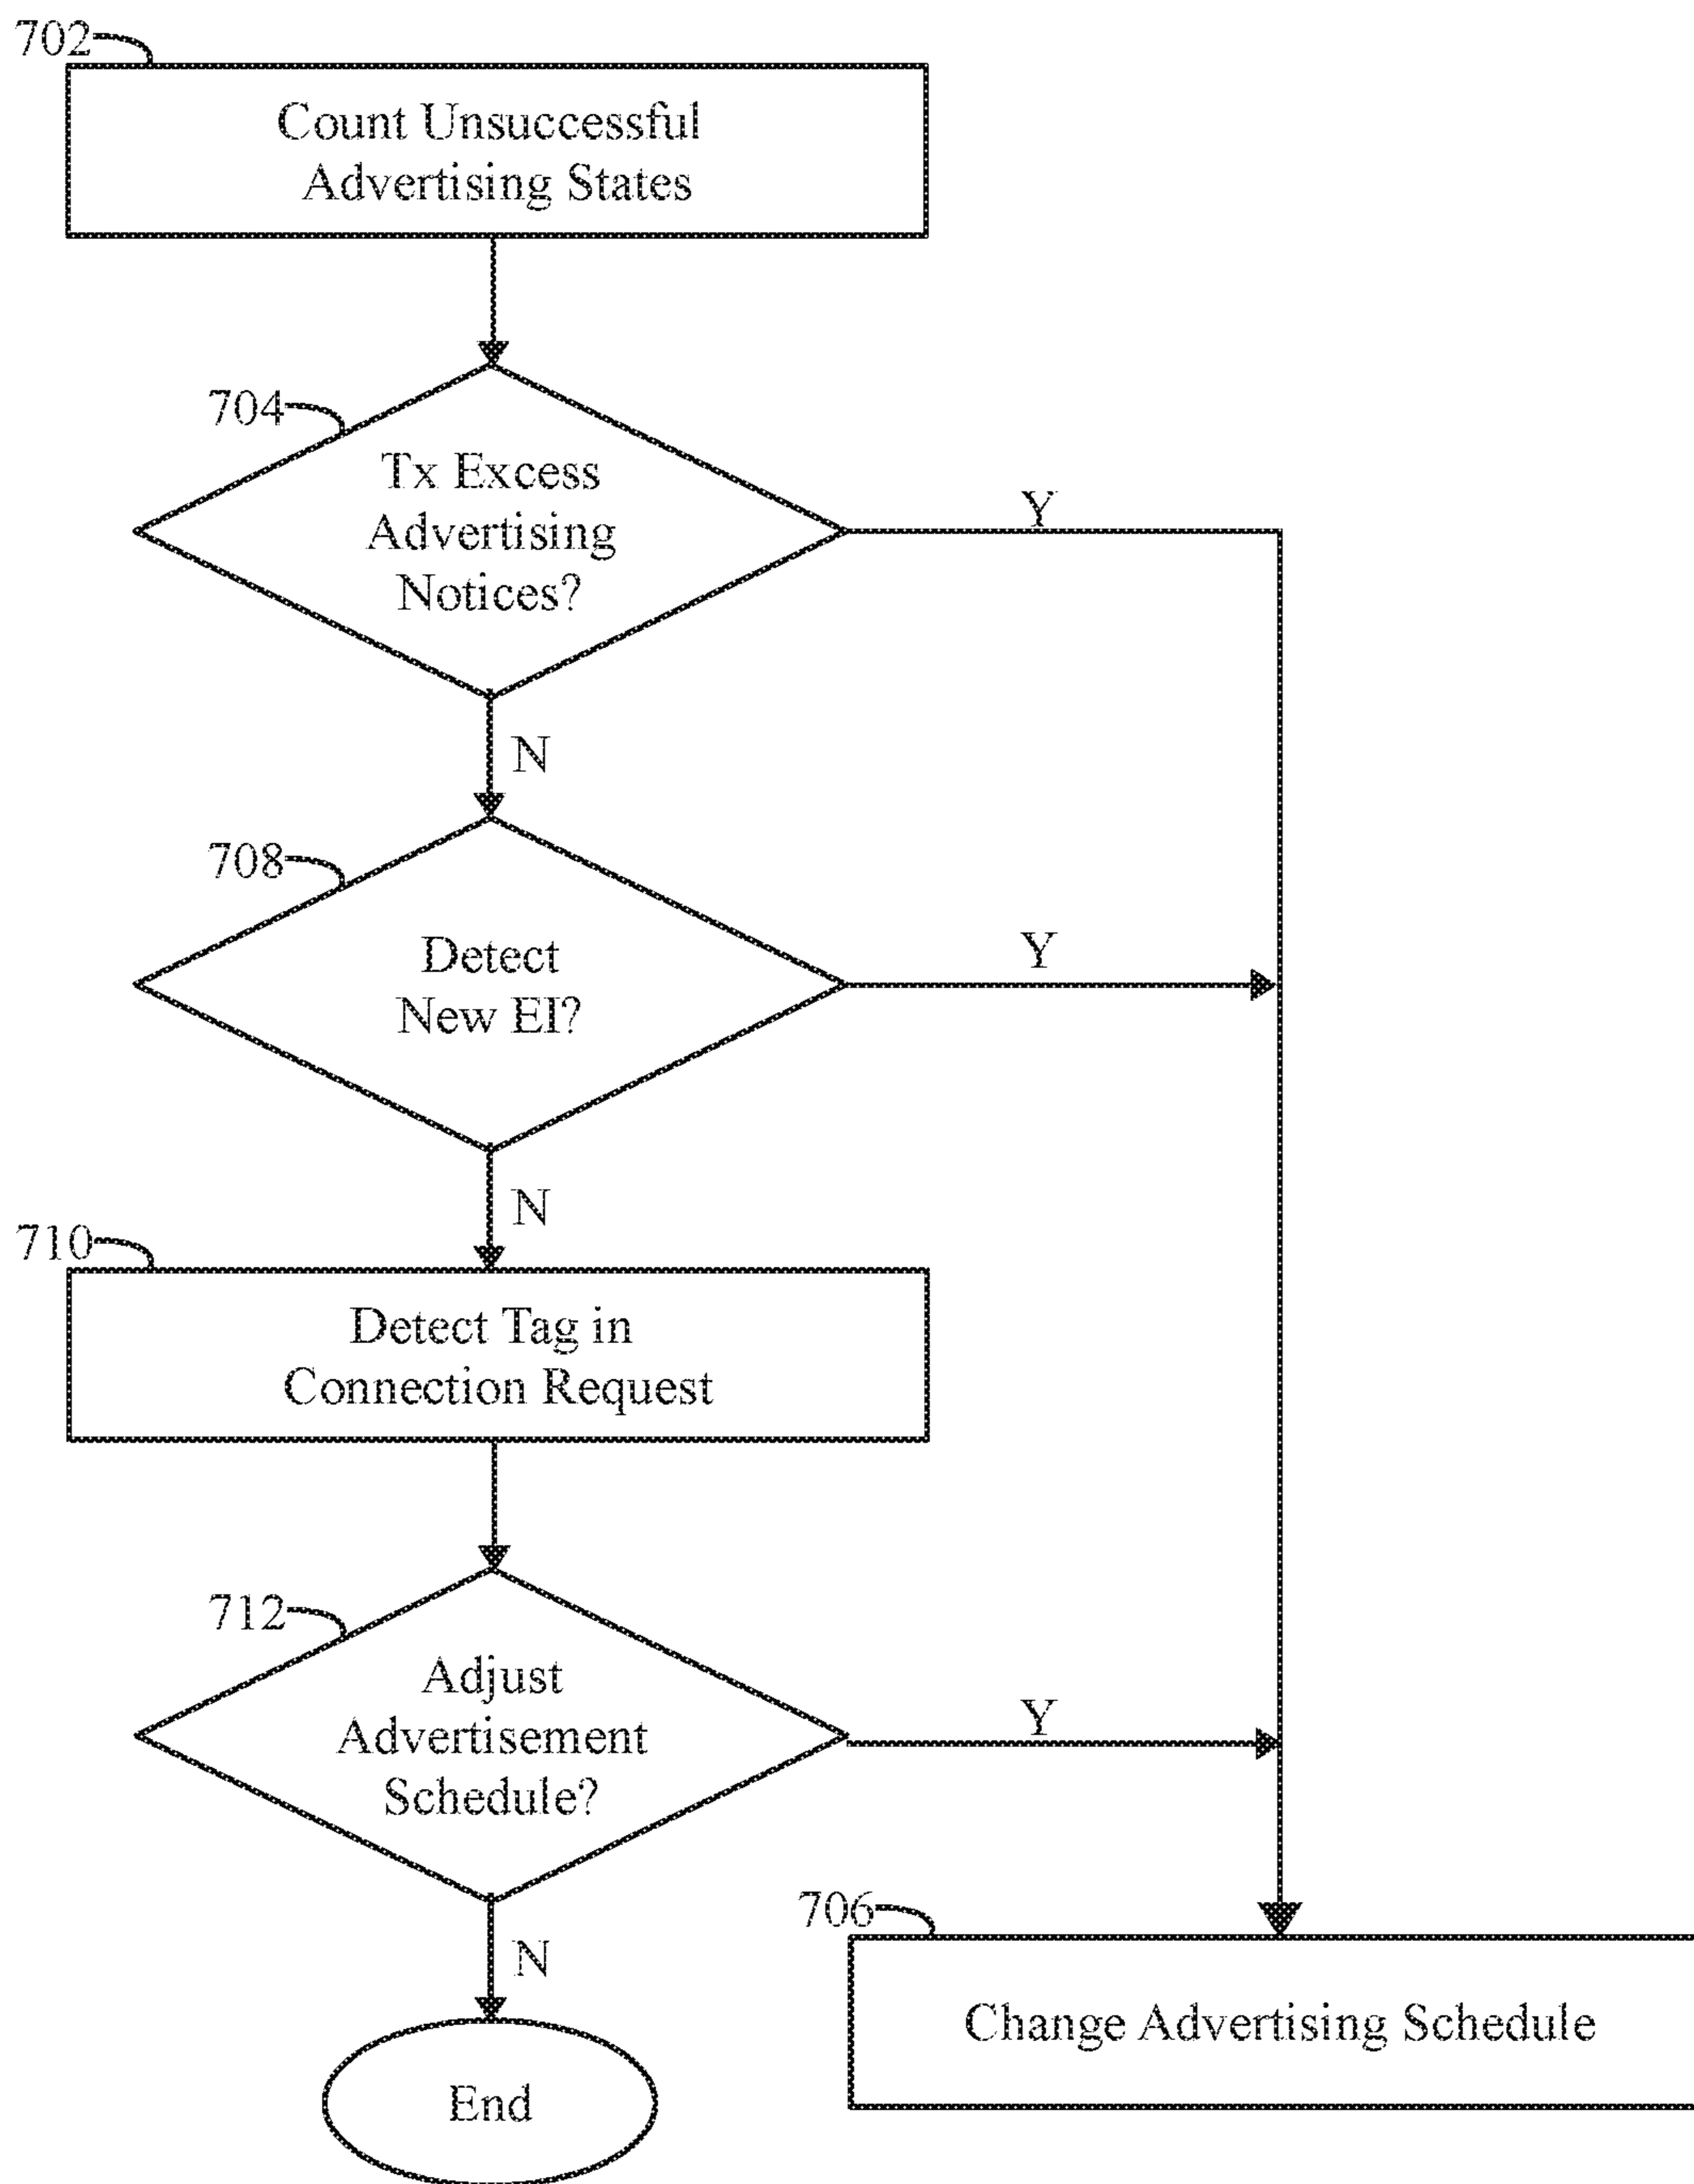 702
Count Unsuccessful
Advertising States
704
Tx Excess
Advertising
Notices?
Y
N
708
Detect
New EI?
Y
N
710
Detect Tag in
Connection Request
712
Adjust
Advertisement
Schedule?
Y
N
706
Change Advertising Schedule
End